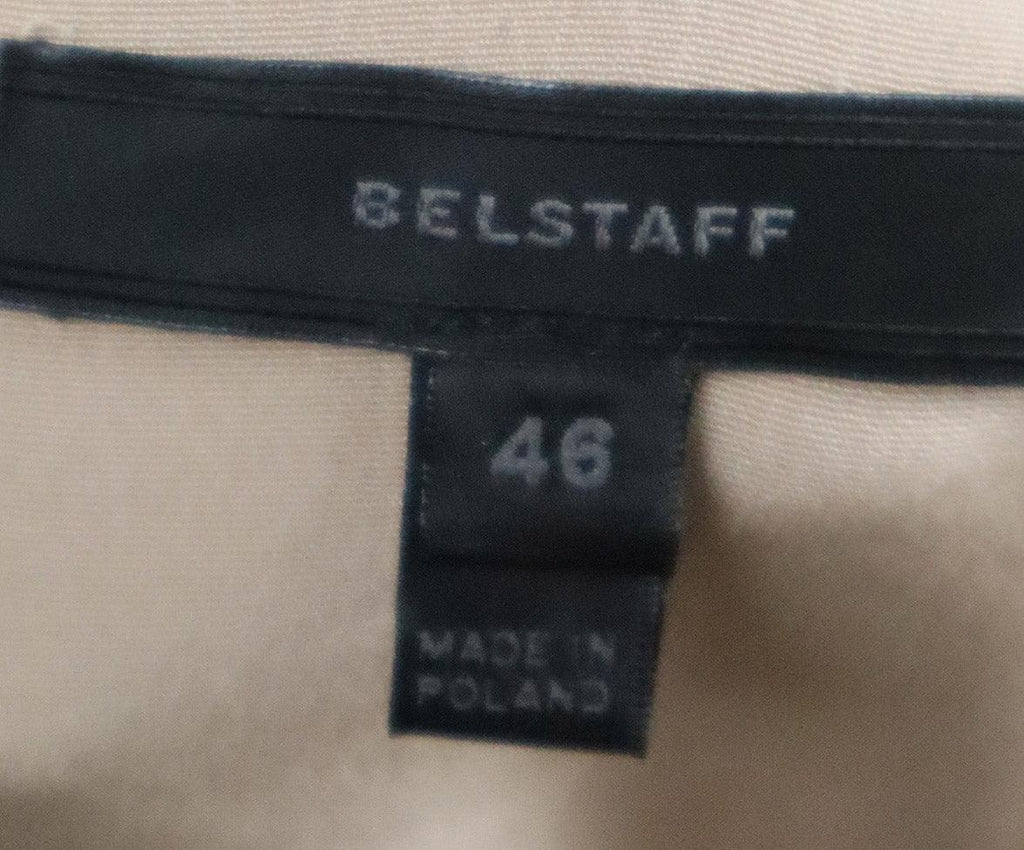 BELSTAFF
46
MADE IN
POLAND